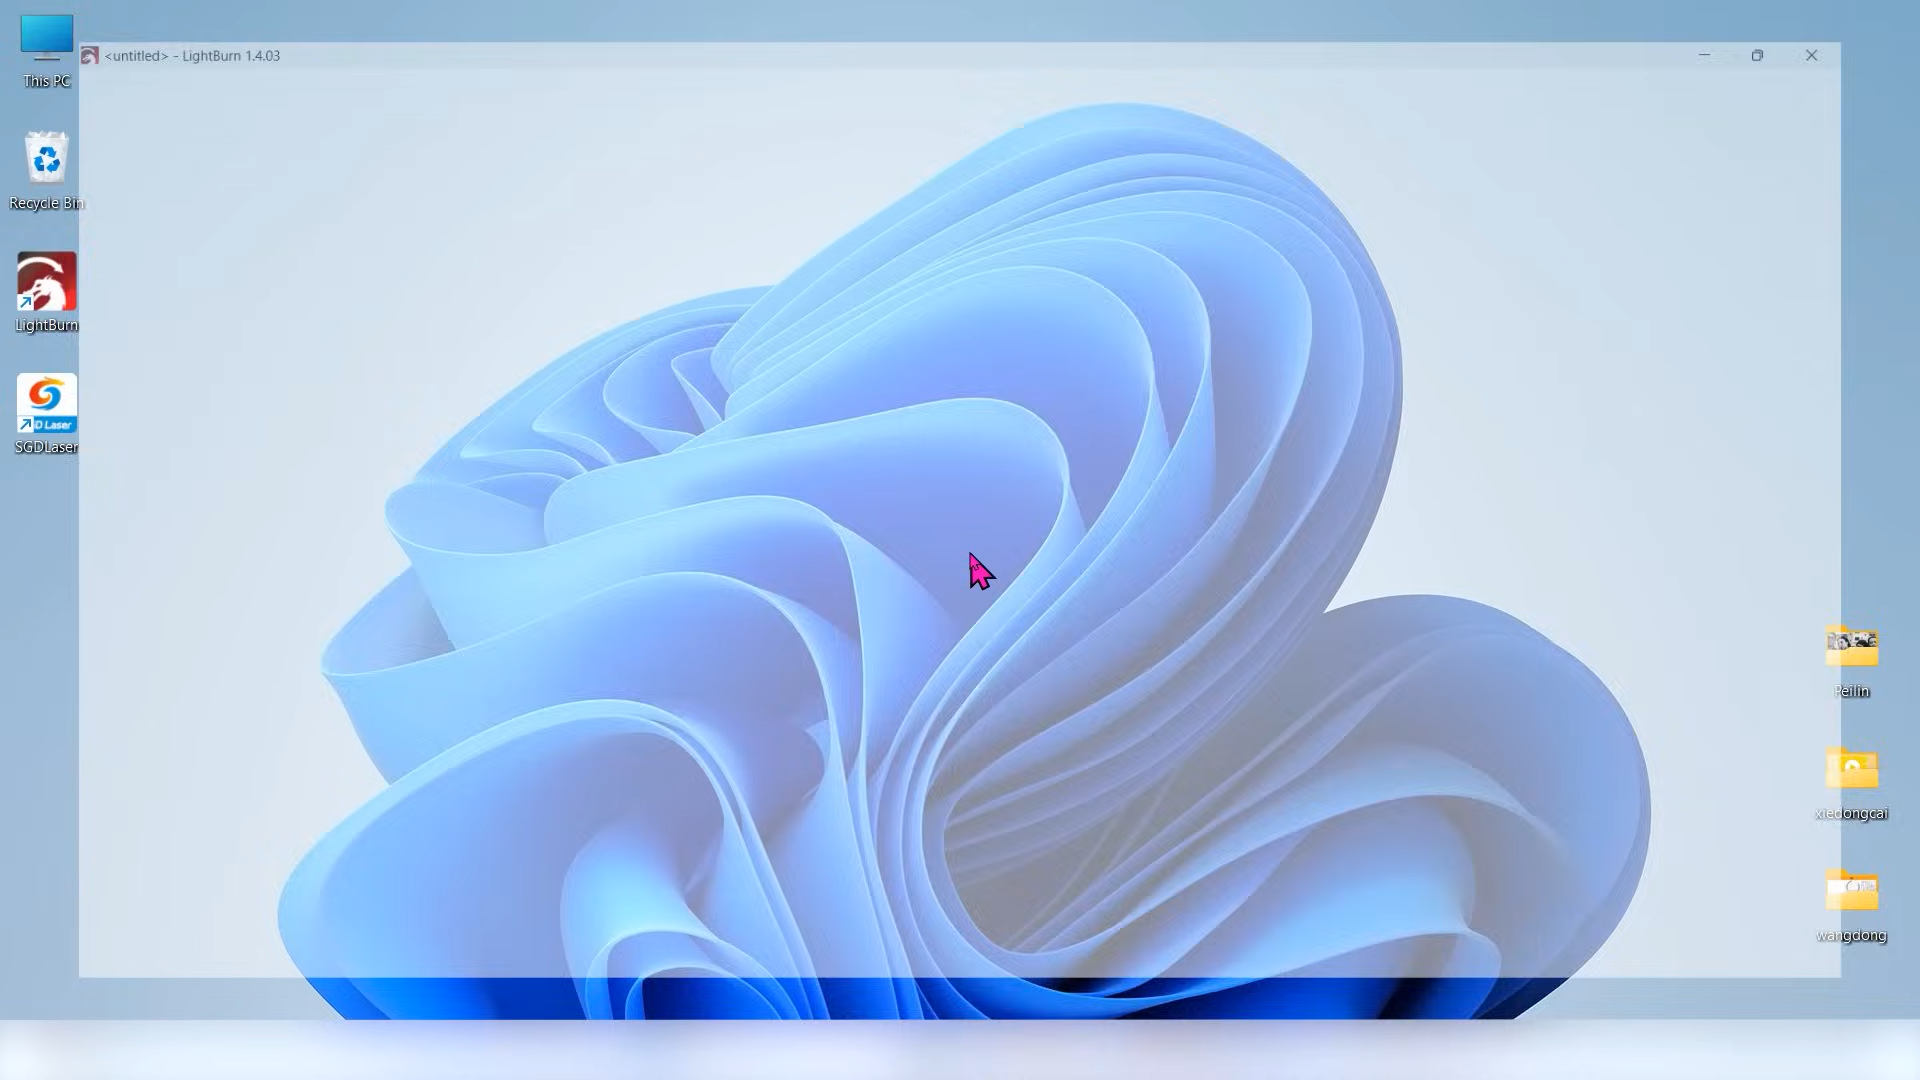 <untitled> - LightBurn 1.4.03
This PC
Recycle Bin
LightBurn
D Laser
SGDLaser
Peilin
xiedongcai
wangdong